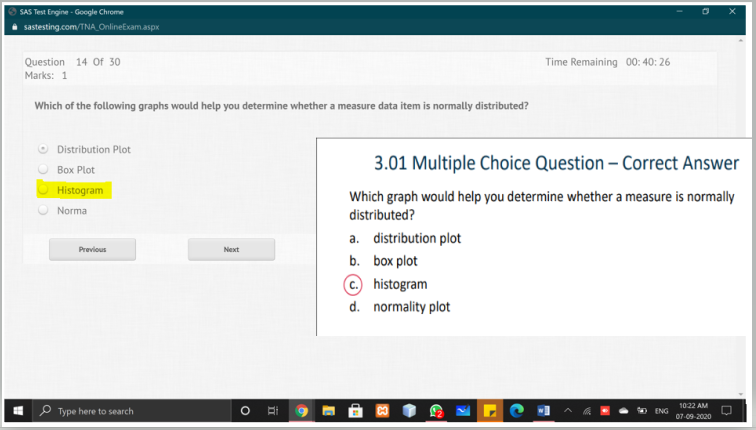 SAS Test Engine - Google Chrome
sastesting.com/TNA_OnlineExam.aspx
Question 14 Of 30
Time Remaining 00: 40: 26
Marks: 1
Which of the following graphs would help you determine whether a measure data item is normally distributed?
Distribution Plot
Box Plot
Histogram
Norma
Previous
Next
3.01 Multiple Choice Question – Correct Answer
Which graph would help you determine whether a measure is normally
distributed?
a. distribution plot
b. box plot
c. histogram
d. normality plot
Type here to search
2
ENG
10:22 AM
07-09-2020